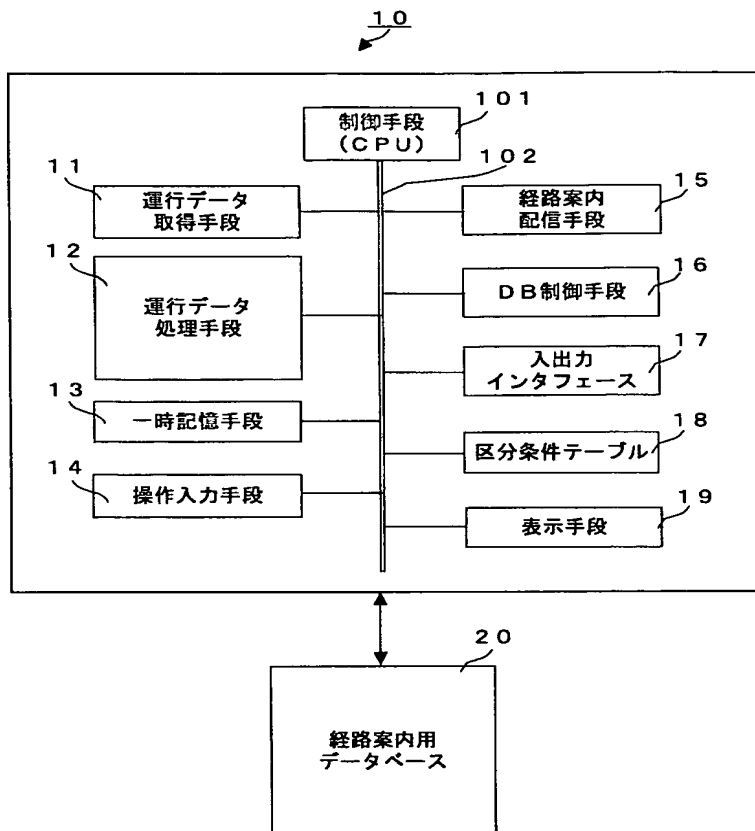 １０
１０１
制御手段
（ＣＰＵ）
１０２
１１
運行データ
取得手段
１５
経路案内
配信手段
１２
運行データ
処理手段
１６
ＤＢ制御手段
１７
入出力
インタフェース
１３
一時記憶手段
１８
区分条件テーブル
１４
操作入力手段
１９
表示手段
２０
経路案内用
データベース